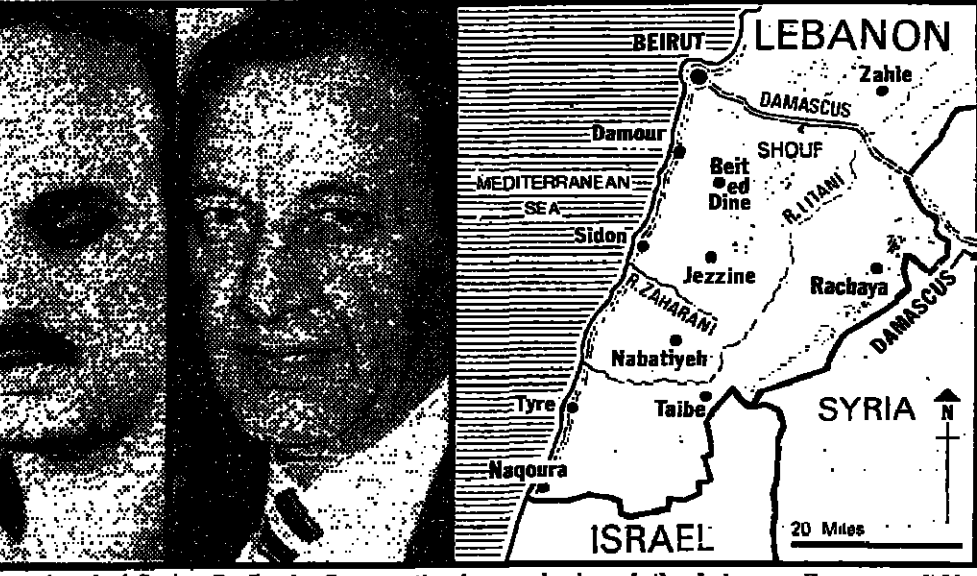 BEIRUT
LEBANON
Zahle
DAMASCUS
Damour
SHOUF
Beit
ed
Dine
MEDITERRANEAN
SEA
R. LITANI
Sidon
Jezzine
Rachaya
R. ZAHARANI
DAMASCUS
Nabatiyeh
Tyre
Taibe
SYRIA
N
Naqoura
ISRAEL
20 Miles